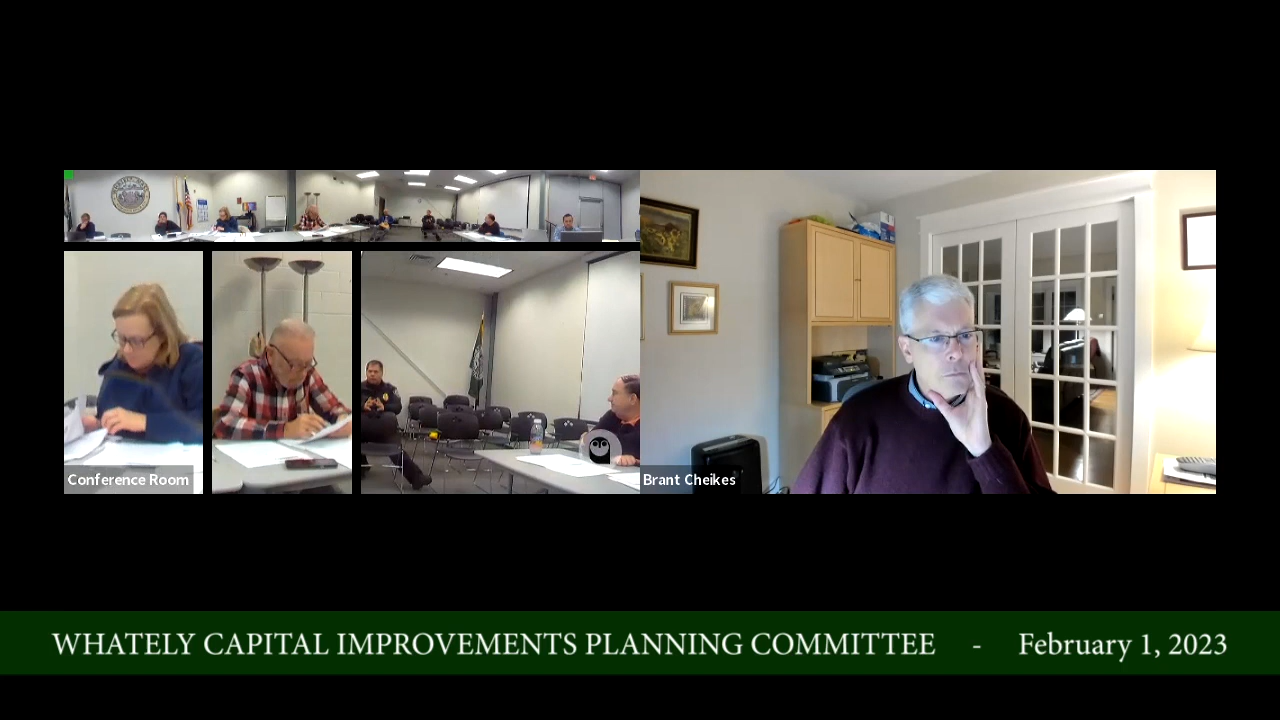 Conference Room
Brant Cheikes
WHATELY CAPITAL IMPROVEMENTS PLANNING COMMITTEE - February 1, 2023